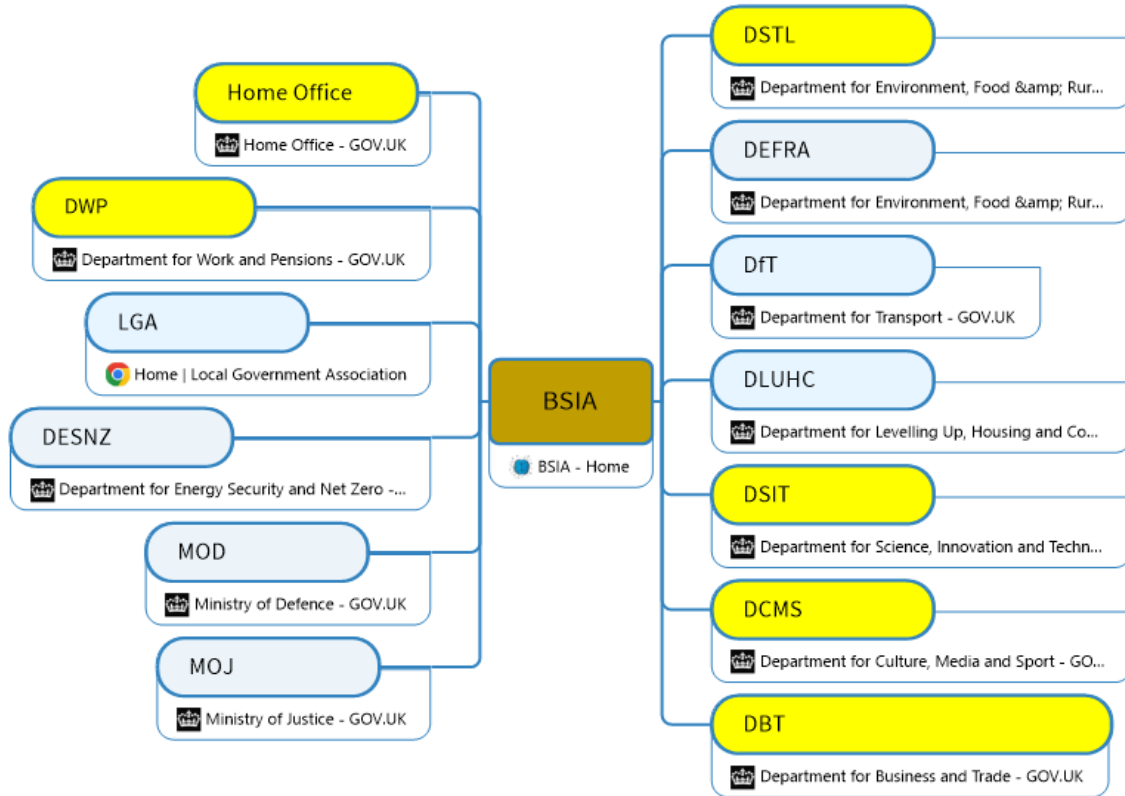 Home Office
Home Office - GOV.UK
DWP
Department for Work and Pensions - GOV.UK
LGA
Home | Local Government Association
DESNZ
Department for Energy Security and Net Zero -...
MOD
Ministry of Defence - GOV.UK
MOJ
Ministry of Justice - GOV.UK
BSIA
BSIA - Home
DSTL
Department for Environment, Food &amp; Rur...
DEFRA
Department for Environment, Food &amp; Rur...
DfT
Department for Transport - GOV.UK
DLUHC
Department for Levelling Up, Housing and Co...
DSIT
Department for Science, Innovation and Techn...
DCMS
Department for Culture, Media and Sport - GO...
DBT
Department for Business and Trade - GOV.UK